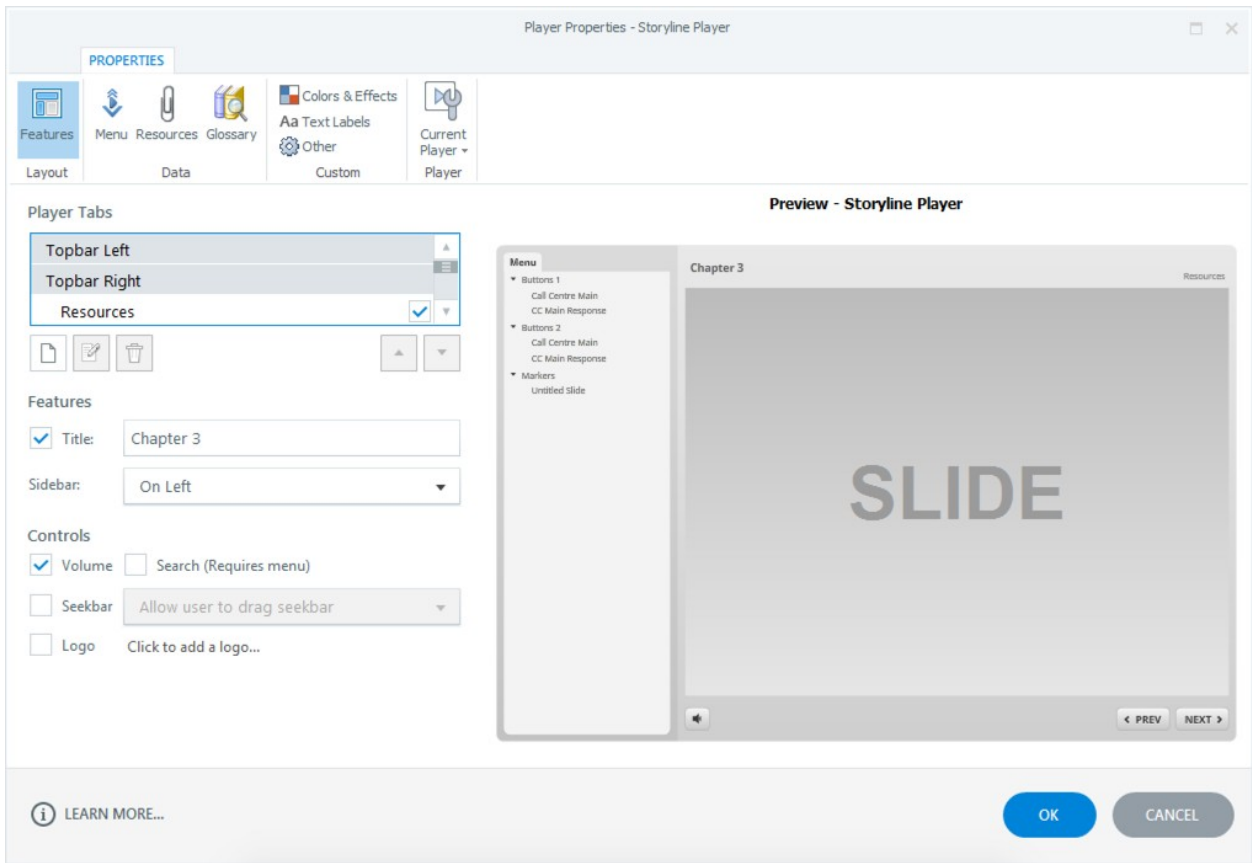 Player Properties - Storyline Player
PROPERTIES
Features
Menu Resources Glossary
Colors & Effects
Aa Text Labels
Other
Current
Player
Layout
Data
Custom
Player
Player Tabs
Topbar Left
Topbar Right
Resources
Features
Title: Chapter 3
Sidebar: On Left
Controls
Volume Search (Requires menu)
Seekbar Allow user to drag seekbar
Logo Click to add a logo...
Preview - Storyline Player
Menu
Buttons 1
Call Centre Main
CC Main Response
Buttons 2
Call Centre Main
CC Main Response
Markers
Untitled Slide
Chapter 3
Resources
SLIDE
PREV NEXT
LEARN MORE...
OK CANCEL